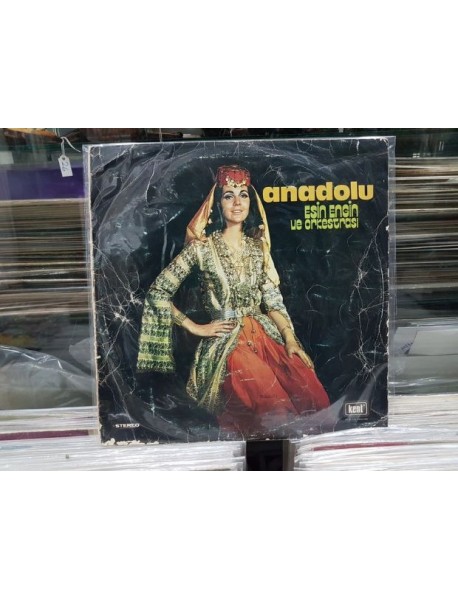 anadolu
Esin Engin
ve orkestrası
kent
STEREO